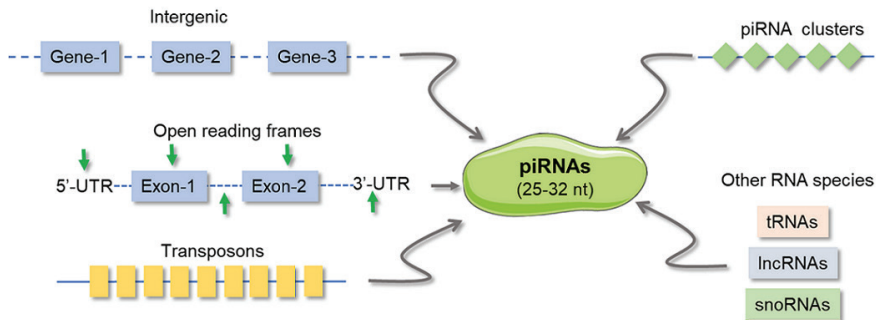 Intergenic
Gene-1 Gene-2 Gene-3
piRNA clusters
Open reading frames
5'-UTR Exon-1 Exon-2 3'-UTR
piRNAs
(25-32 nt)
Transposons
Other RNA species
tRNAs
lncRNAs
snoRNAs